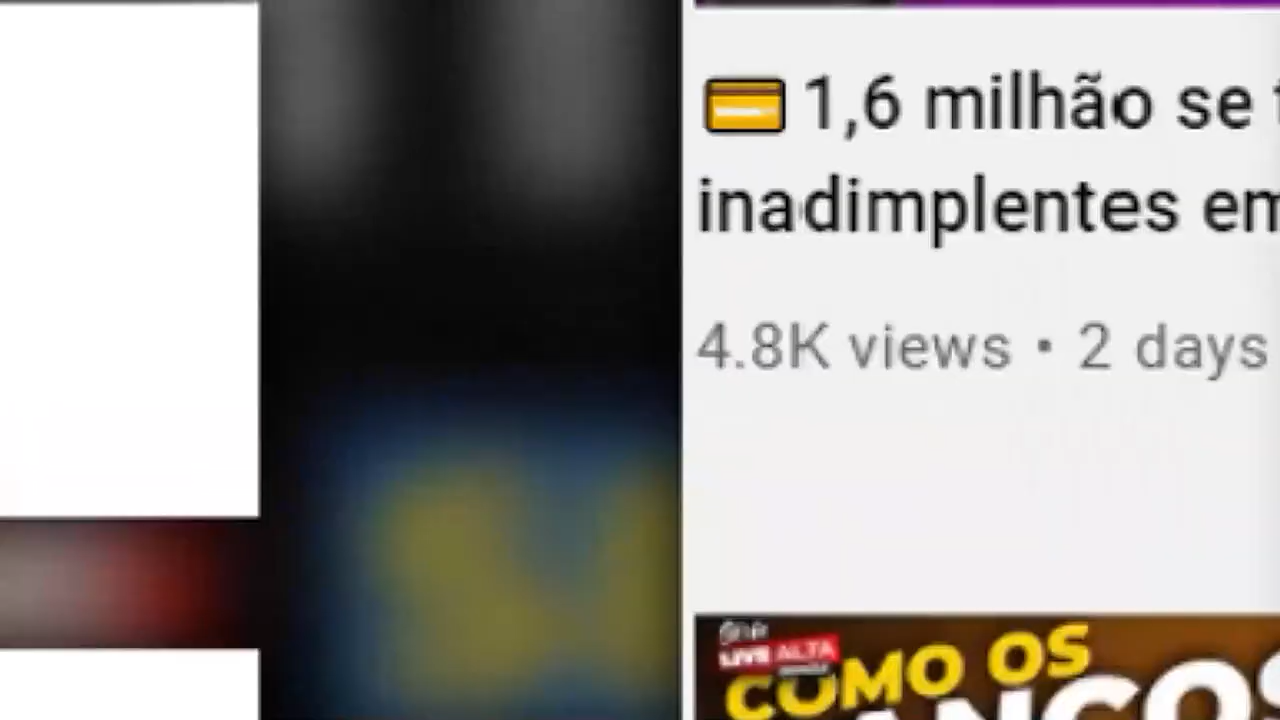 1,6 milhão se
inadimplentes em
4.8K views • 2 days
LIVE ALTA
COMO OS